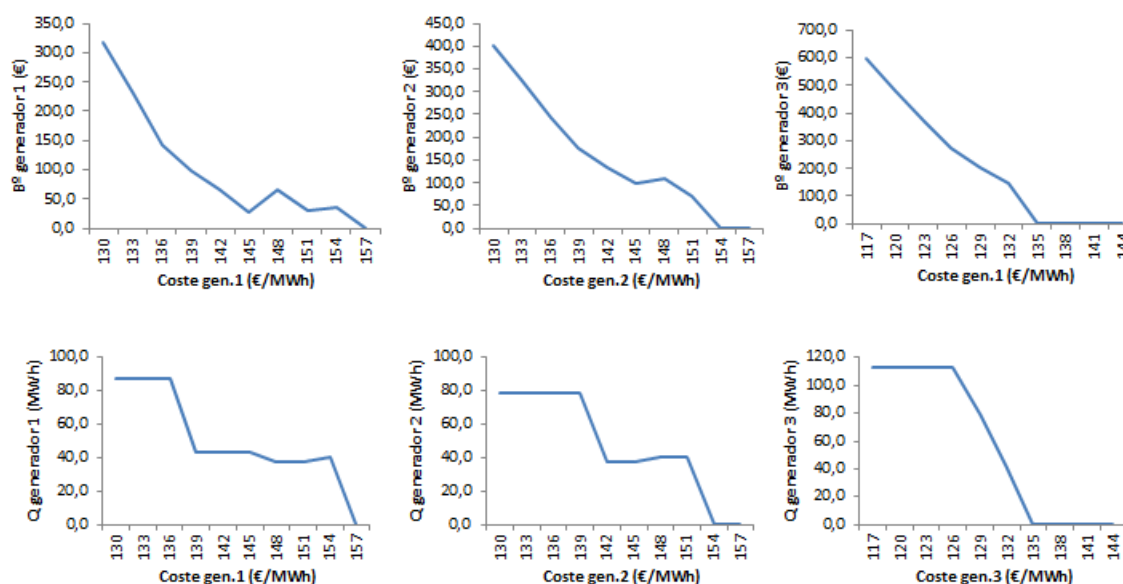 Bº generador 1 (€)
350,0
300,0
250,0
200,0
150,0
100,0
50,0
0,0
130 133 136 139 142 145 148 151 154 157
Coste gen.1 (€/MWh)
Bº generador 2 (€)
450,0
400,0
350,0
300,0
250,0
200,0
150,0
100,0
50,0
0,0
130 133 136 139 142 145 148 151 154 157
Coste gen.2 (€/MWh)
Bº generador 3(€)
700,0
600,0
500,0
400,0
300,0
200,0
100,0
0,0
117 120 123 126 129 132 135 138 141 144
Coste gen.1 (€/MWh)
Q generador 1 (MWh)
100,0
80,0
60,0
40,0
20,0
0,0
130 133 136 139 142 145 148 151 154 157
Coste gen.1 (€/MWh)
Q generador 2 (MWh)
100,0
80,0
60,0
40,0
20,0
0,0
130 133 136 139 142 145 148 151 154 157
Coste gen.2 (€/MWh)
Q generador 3 (MWh)
120,0
100,0
80,0
60,0
40,0
20,0
0,0
117 120 123 126 129 132 135 138 141 144
Coste gen.3 (€/MWh)